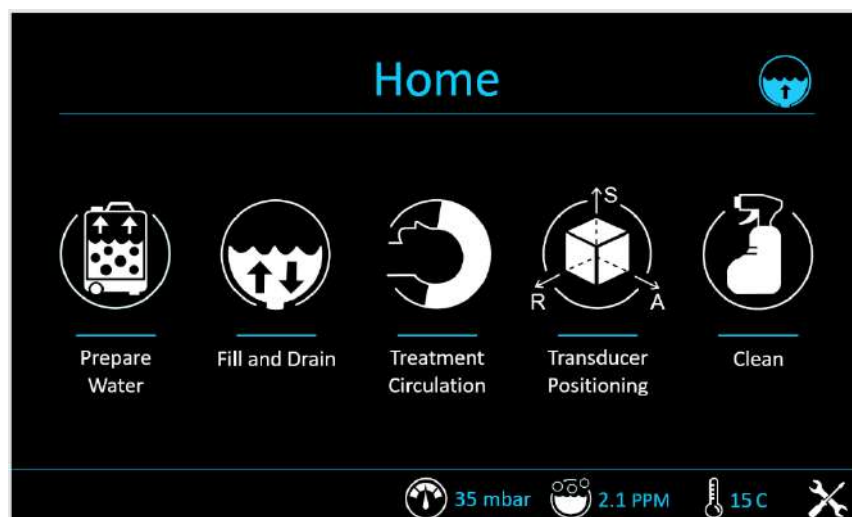 Home
S
R
A
Prepare
Water
Fill and Drain
Treatment
Circulation
Transducer
Positioning
Clean
35 mbar
2.1 PPM
15 C